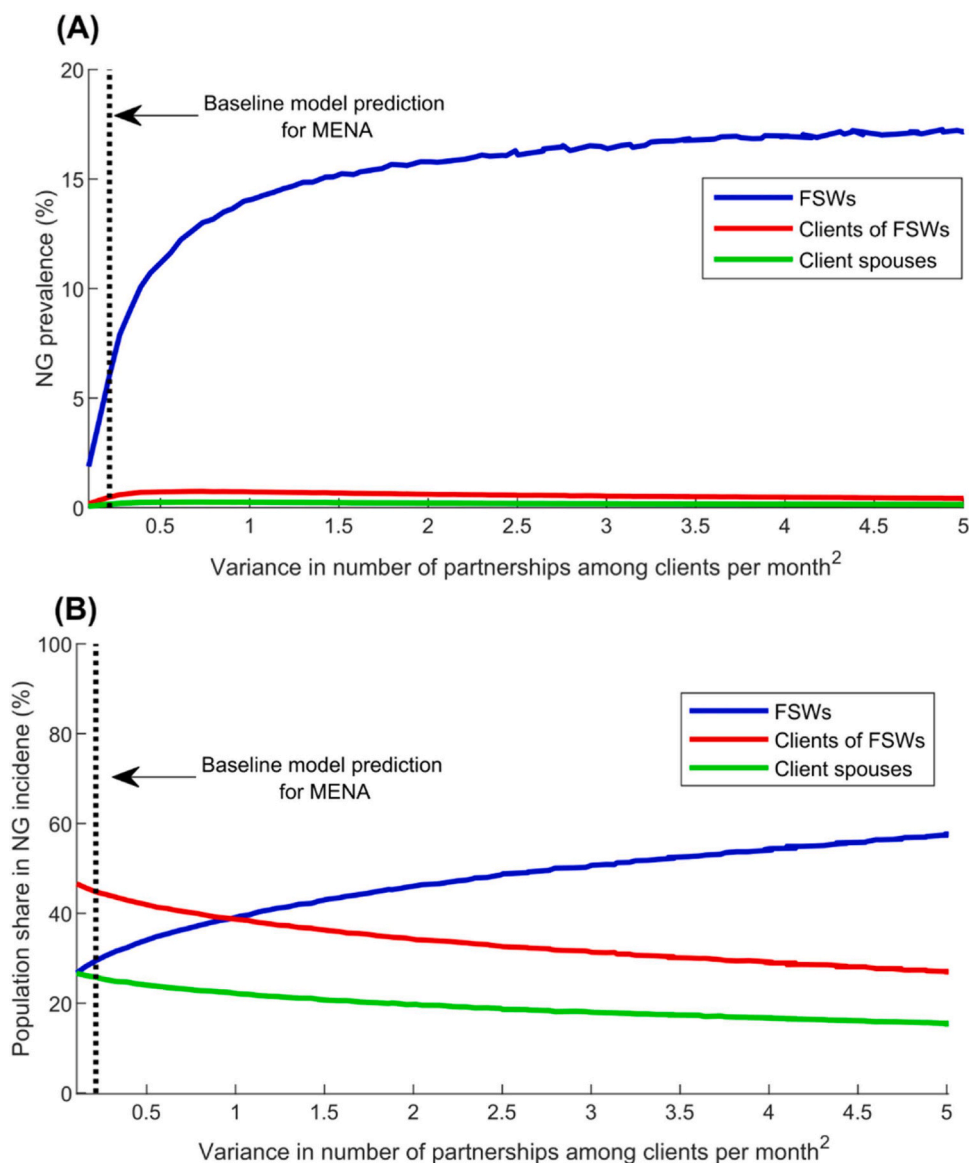 (A)
20
15
10
5
0
NG prevalence (%)
Baseline model prediction
for MENA
FSWs
Clients of FSWs
Client spouses
0.5 1 1.5 2 2.5 3 3.5 4 4.5 5
Variance in number of partnerships among clients per month²
(B)
100
80
60
40
20
0
Population share in NG incidene (%)
Baseline model prediction
for MENA
FSWs
Clients of FSWs
Client spouses
0.5 1 1.5 2 2.5 3 3.5 4 4.5 5
Variance in number of partnerships among clients per month²